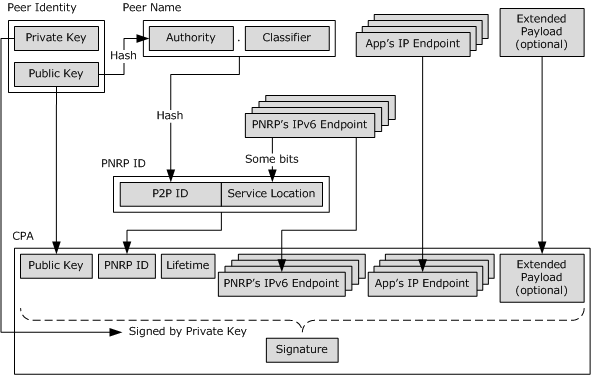 Peer Identity
Peer Name
Private Key
Public Key
Hash
Authority . Classifier
App's IP Endpoint
Extended
Payload
(optional)
Hash
PNRP's IPv6 Endpoint
Some bits
PNRP ID
P2P ID
Service Location
CPA
Public Key
PNRP ID
Lifetime
PNRP's IPv6 Endpoint
App's IP Endpoint
Extended
Payload
(optional)
Signed by Private Key
Signature